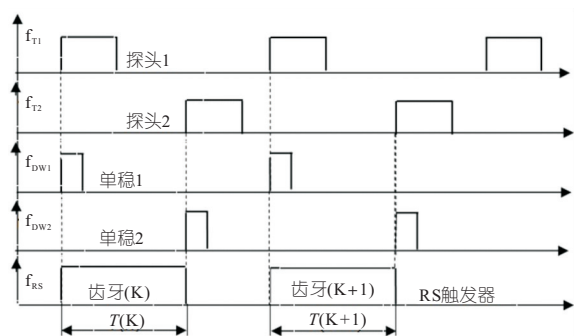 f_T1
探头1
f_T2
探头2
f_DW1
单稳1
f_DW2
单稳2
f_RS 齿牙(K) 齿牙(K+1) RS触发器
T(K) T(K+1)